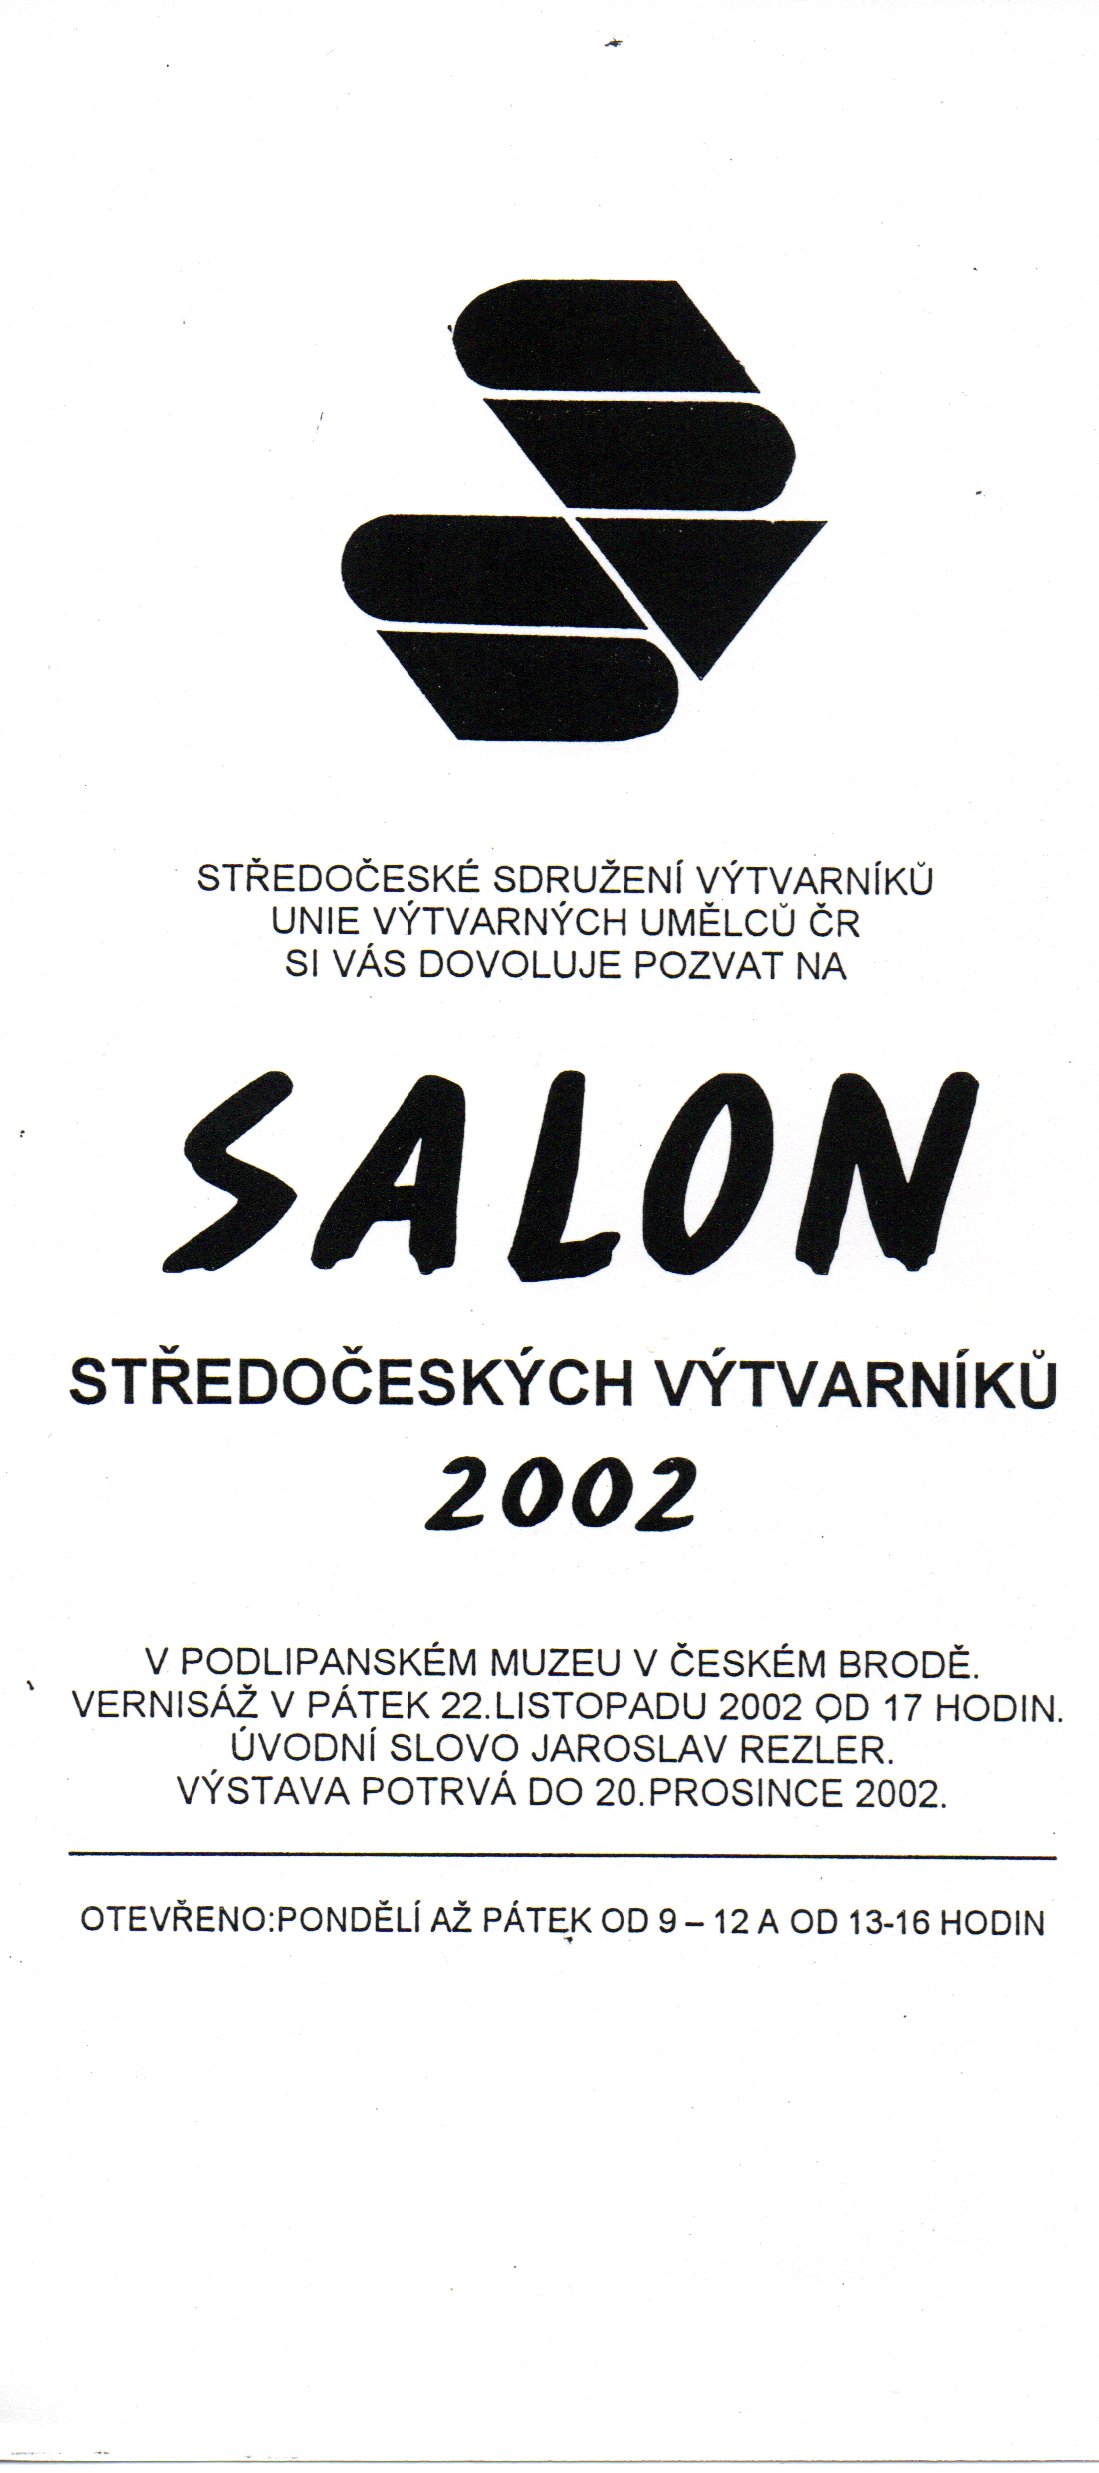 STŘEDOČESKÉ SDRUŽENÍ VÝTVARNÍKŮ
UNIE VÝTVARNÝCH UMĚLCŮ ČR
SI VÁS DOVOLUJE POZVAT NA
SALON
STŘEDOČESKÝCH VÝTVARNÍKŮ
2002
V PODLIPANSKÉM MUZEU V ČESKÉM BRODĚ.
VERNISÁŽ V PÁTEK 22.LISTOPADU 2002 OD 17 HODIN.
ÚVODNÍ SLOVO JAROSLAV REZLER.
VÝSTAVA POTRVÁ DO 20.PROSINCE 2002.
OTEVŘENO:PONDĚLÍ AŽ PÁTEK OD 9 – 12 A OD 13-16 HODIN